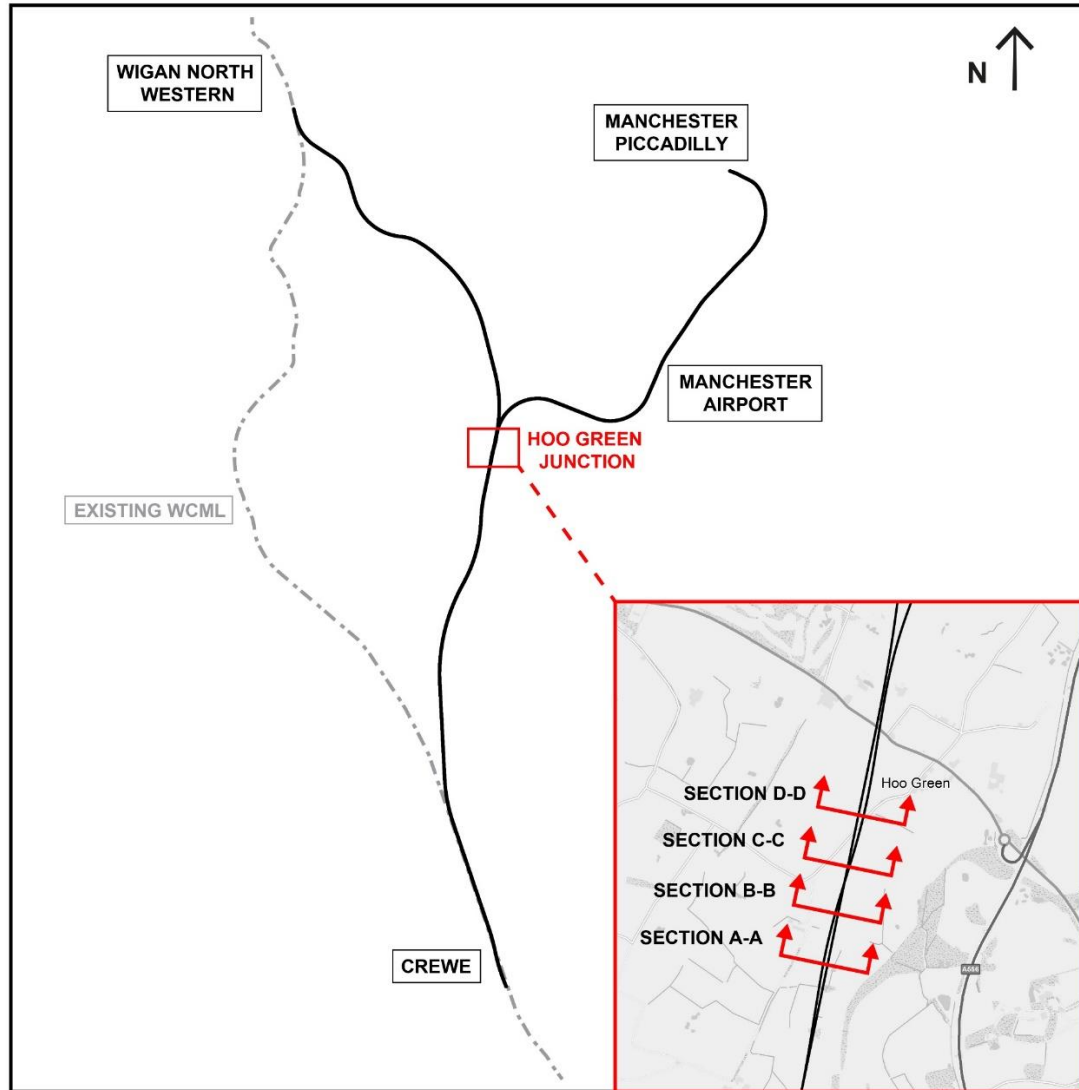 WIGAN NORTH
WESTERN
N
MANCHESTER
PICCADILLY
MANCHESTER
AIRPORT
HOO GREEN
JUNCTION
EXISTING WCML
Hoo Green
SECTION D-D
SECTION C-C
SECTION B-B
SECTION A-A
CREWE